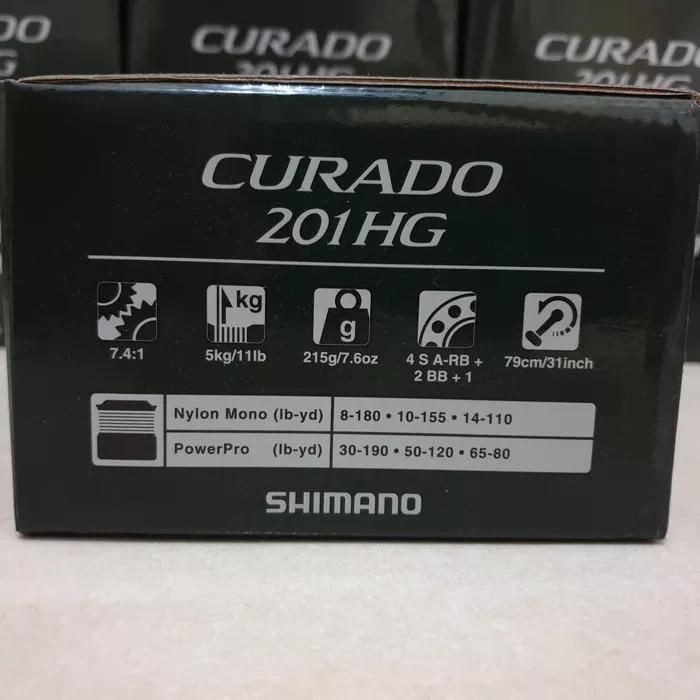 CURADO
201HG
CURADO
201HG
CURADO
201HG
kg
g
7.4:1
5kg/11lb
215g/7.6oz
4 S A-RB +
2 BB + 1
79cm/31inch
Nylon Mono (lb-yd) 8-180 • 10-155 • 14-110
PowerPro (lb-yd) 30-190 • 50-120 • 65-80
SHIMANO